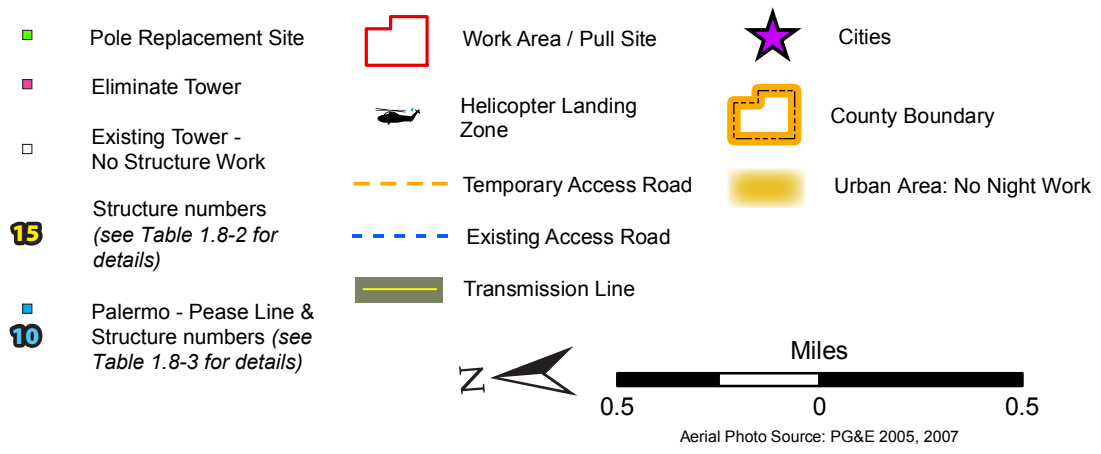 Pole Replacement Site
Eliminate Tower
Existing Tower -
No Structure Work
15
Structure numbers
(see Table 1.8-2 for
details)
10
Palermo - Pease Line &
Structure numbers (see
Table 1.8-3 for details)
Work Area / Pull Site
Helicopter Landing
Zone
Temporary Access Road
Existing Access Road
Transmission Line
Cities
County Boundary
Urban Area: No Night Work
N
Miles
0.5 0 0.5
Aerial Photo Source: PG&E 2005, 2007